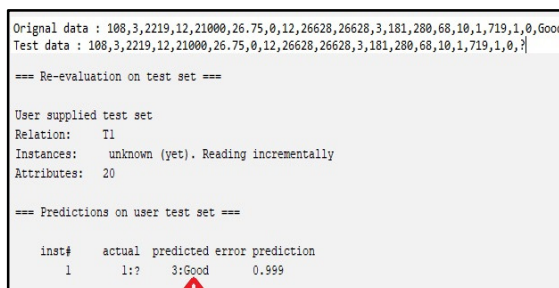 Orignal data : 108,3,2219,12,21000,26.75,0,12,26628,26628,3,181,280,68,10,1,719,1,0,Good
Test data : 108,3,2219,12,21000,26.75,0,12,26628,26628,3,181,280,68,10,1,719,1,0,?
=== Re-evaluation on test set ===
User supplied test set
Relation: T1
Instances: unknown (yet). Reading incrementally
Attributes: 20
=== Predictions on user test set ===
inst# actual predicted error prediction
1 1:? 3:Good 0.999